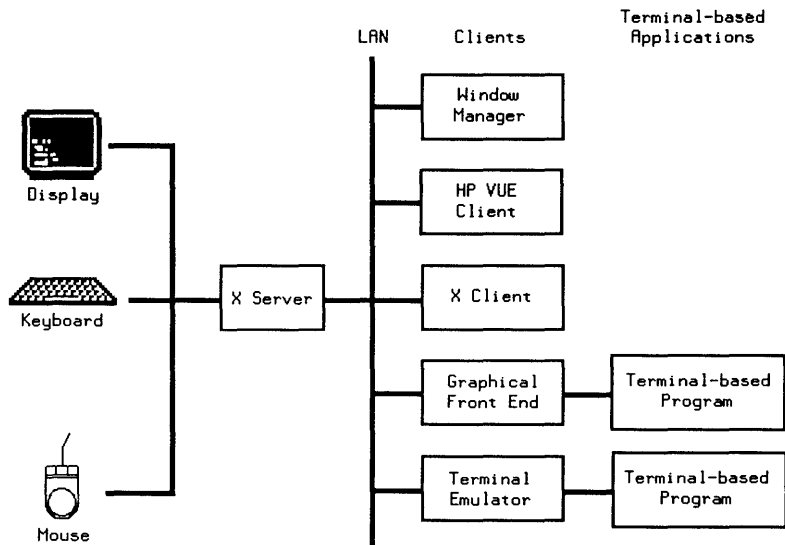 Terminal-based
LAN Clients Applications
Window
Manager
Display
HP VUE
Client
X Server
X Client
Keyboard
Graphical
Front End
Terminal-based
Program
Terminal
Emulator
Terminal-based
Program
Mouse